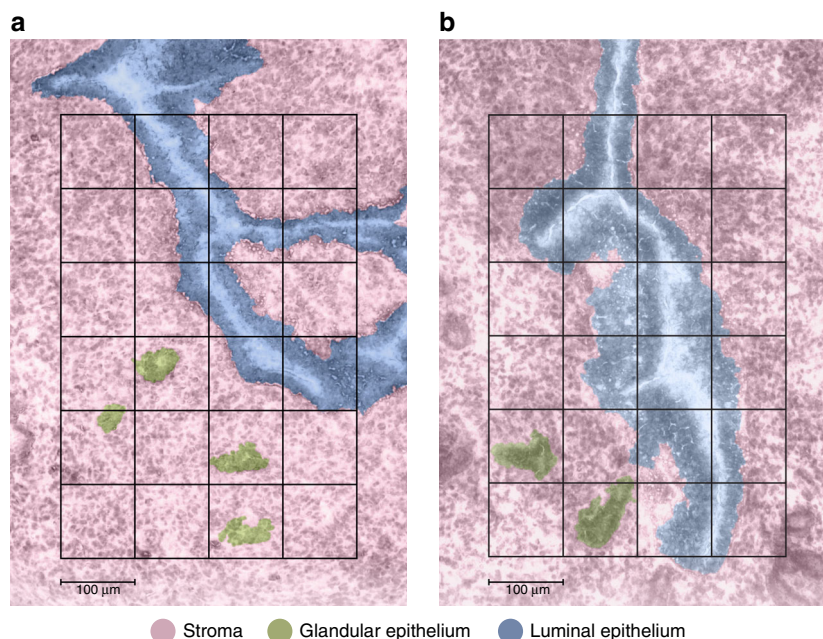 a
b
100 μm
100 μm
Stroma
Glandular epithelium
Luminal epithelium